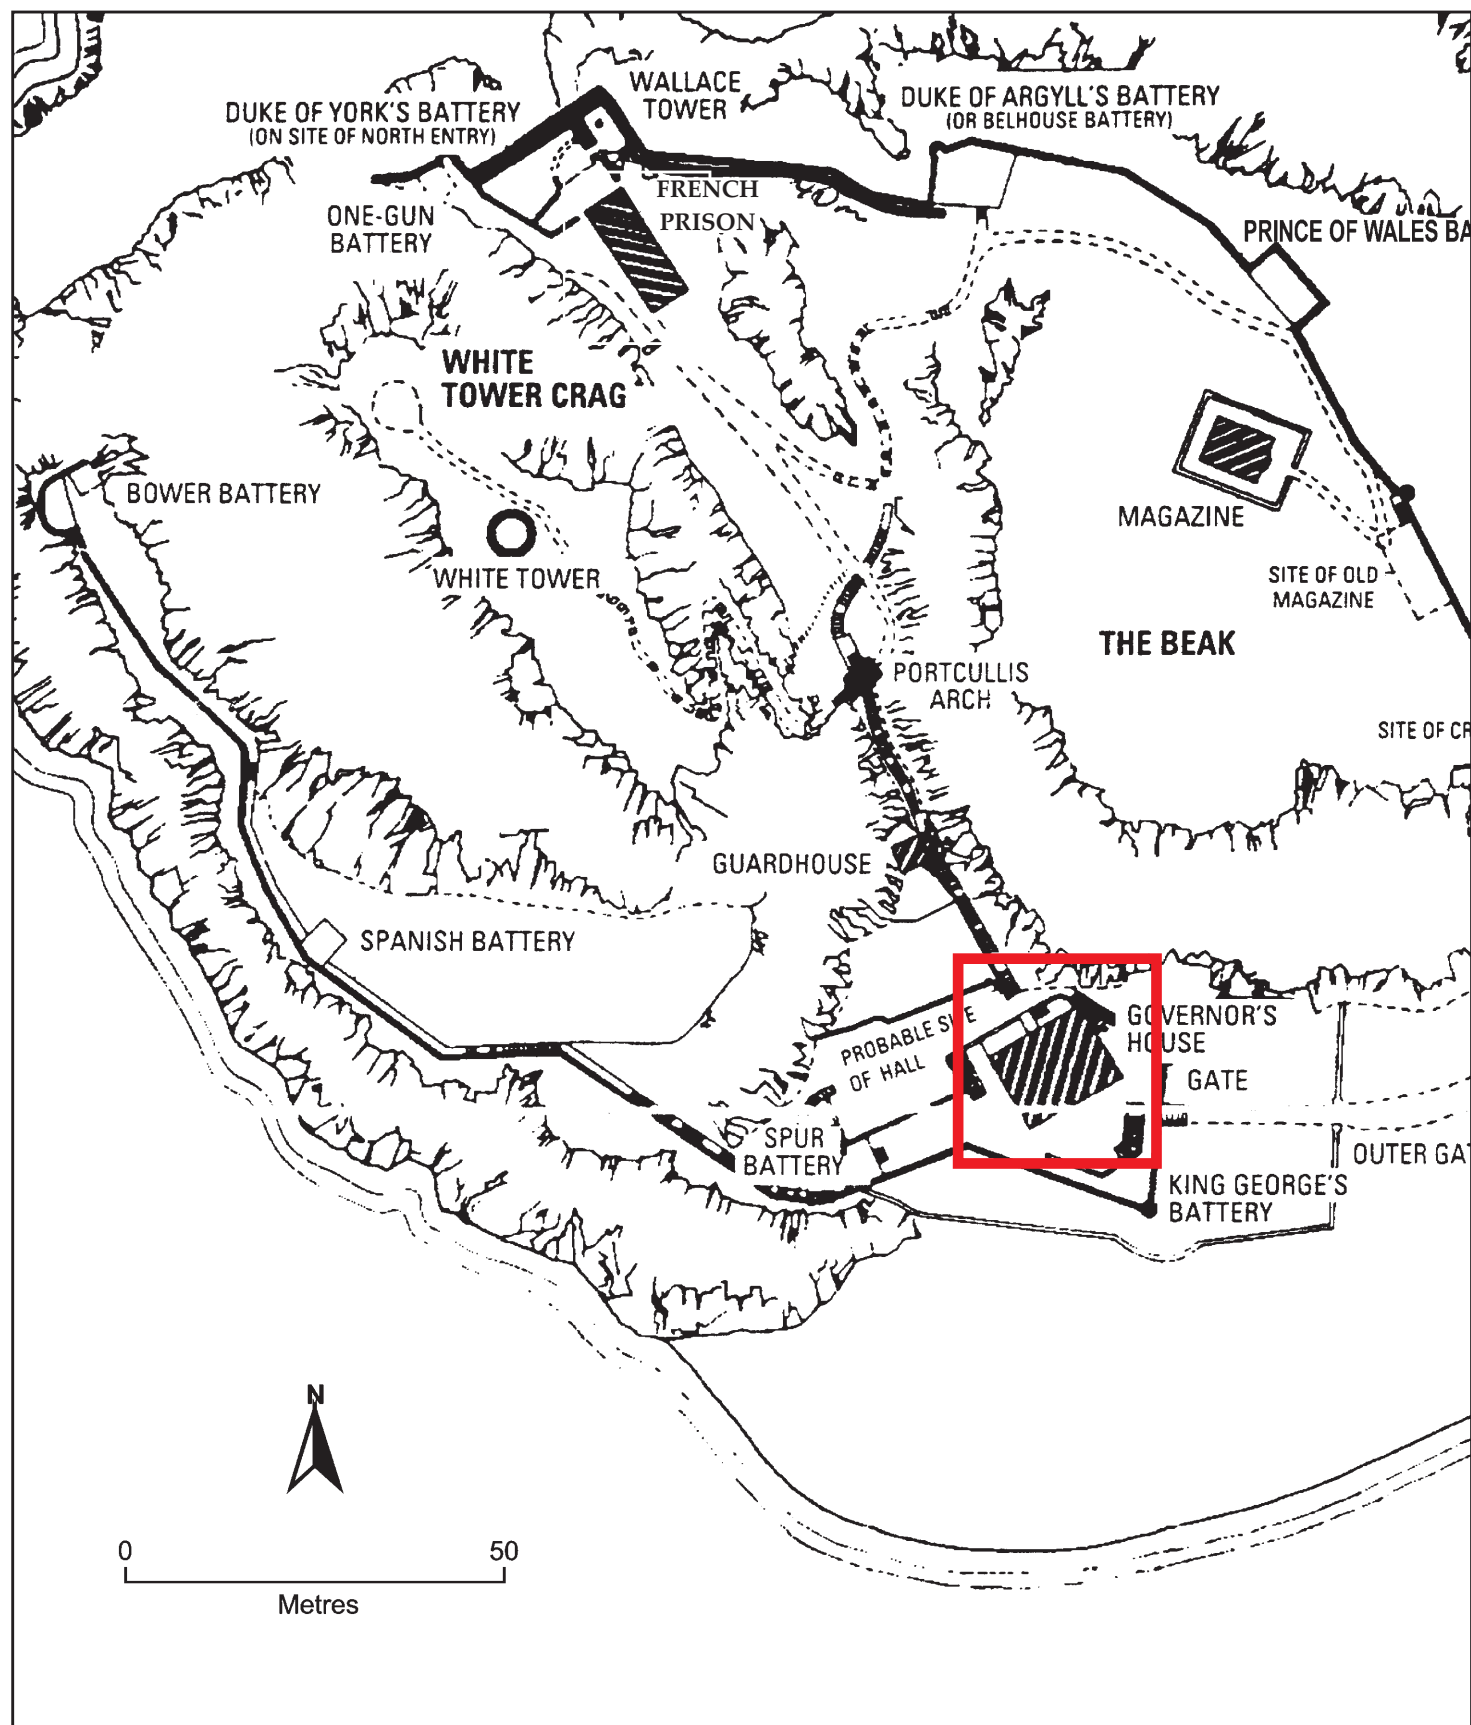 WALLACE
TOWER
DUKE OF YORK'S BATTERY
(ON SITE OF NORTH ENTRY)
DUKE OF ARGYLL'S BATTERY
(OR BELHOUSE BATTERY)
FRENCH
PRISON
ONE-GUN
BATTERY
PRINCE OF WALES BA
WHITE
TOWER CRAG
BOWER BATTERY
MAGAZINE
WHITE TOWER
SITE OF OLD
MAGAZINE
THE BEAK
PORTCULLIS
ARCH
SITE OF CR
GUARDHOUSE
SPANISH BATTERY
PROBABLE SITE
OF HALL
GOVERNOR'S
HOUSE
GATE
SPUR
BATTERY
OUTER GAT
KING GEORGE'S
BATTERY
N
0 50
Metres